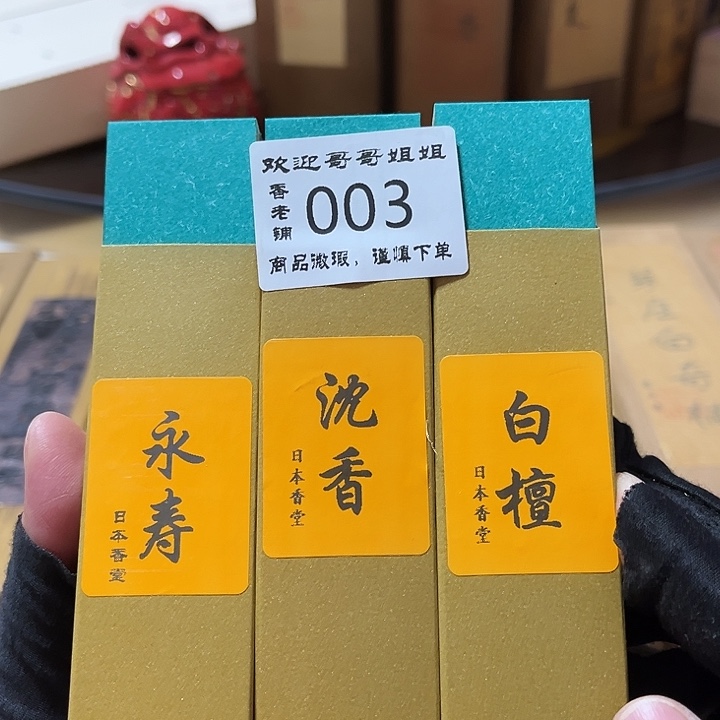 欢迎哥哥姐姐
香老铺
003
商品微瑕，谨慎下单
永寿
日本香堂
沈香
日本香堂
白檀
日本香堂